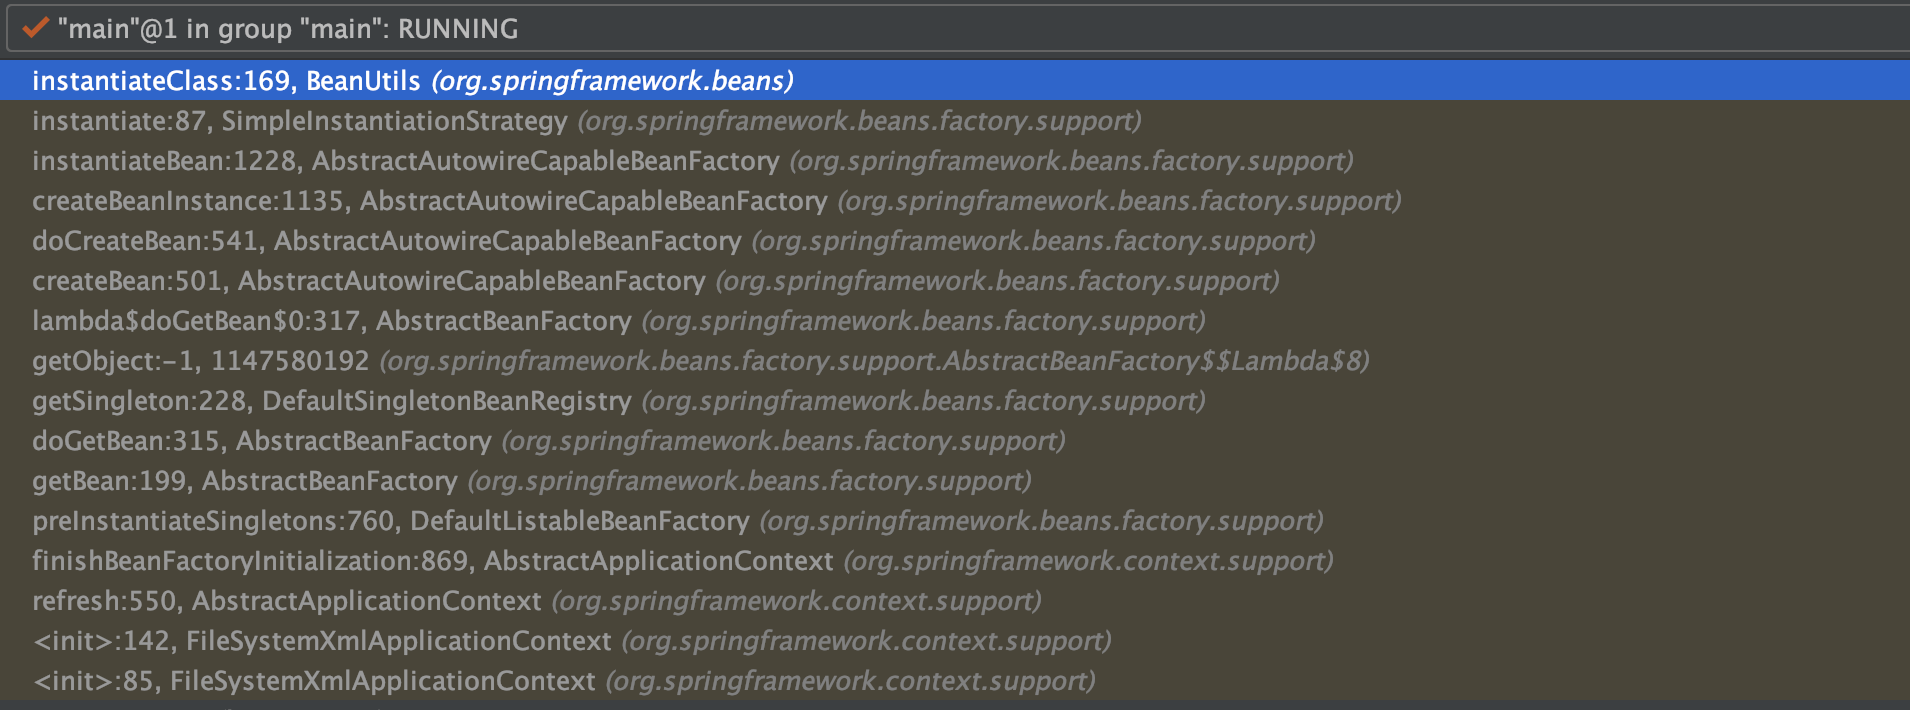 "main"@1 in group "main": RUNNING
instantiateClass:169, BeanUtils (org.springframework.beans)
instantiate:87, SimpleInstantiationStrategy (org.springframework.beans.factory.support)
instantiateBean:1228, AbstractAutowireCapableBeanFactory (org.springframework.beans.factory.support)
createBeanInstance:1135, AbstractAutowireCapableBeanFactory (org.springframework.beans.factory.support)
doCreateBean:541, AbstractAutowireCapableBeanFactory (org.springframework.beans.factory.support)
createBean:501, AbstractAutowireCapableBeanFactory (org.springframework.beans.factory.support)
lambda$doGetBean$0:317, AbstractBeanFactory (org.springframework.beans.factory.support)
getObject:-1, 1147580192 (org.springframework.beans.factory.support.AbstractBeanFactory$$Lambda$8)
getSingleton:228, DefaultSingletonBeanRegistry (org.springframework.beans.factory.support)
doGetBean:315, AbstractBeanFactory (org.springframework.beans.factory.support)
getBean:199, AbstractBeanFactory (org.springframework.beans.factory.support)
preInstantiateSingletons:760, DefaultListableBeanFactory (org.springframework.beans.factory.support)
finishBeanFactoryInitialization:869, AbstractApplicationContext (org.springframework.context.support)
refresh:550, AbstractApplicationContext (org.springframework.context.support)
<init>:142, FileSystemXmlApplicationContext (org.springframework.context.support)
<init>:85, FileSystemXmlApplicationContext (org.springframework.context.support)